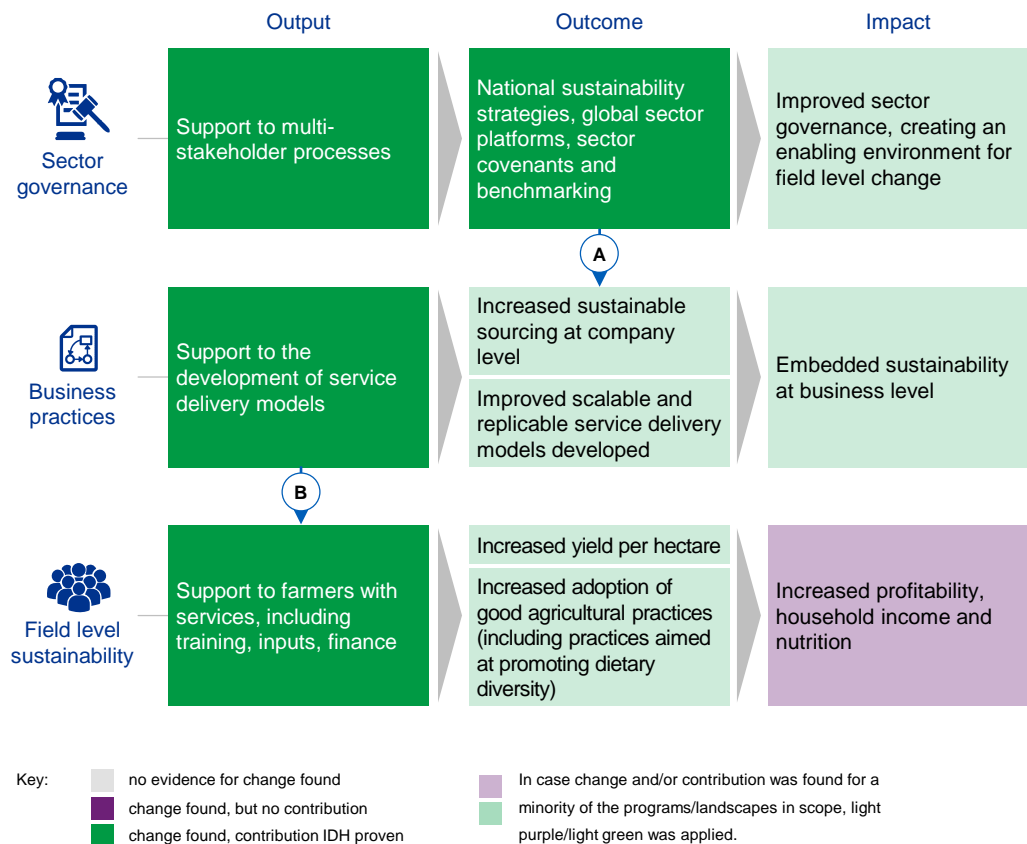 Output
Outcome
Impact
Sector
governance
Support to multi-
stakeholder processes
National sustainability
strategies, global sector
platforms, sector
covenants and
benchmarking
Improved sector
governance, creating an
enabling environment for
field level change
A
Business
practices
Support to the
development of service
delivery models
Increased sustainable
sourcing at company
level
Improved scalable and
replicable service delivery
models developed
Embedded sustainability
at business level
B
Field level
sustainability
Support to farmers with
services, including
training, inputs, finance
Increased yield per hectare
Increased adoption of
good agricultural practices
(including practices aimed
at promoting dietary
diversity)
Increased profitability,
household income and
nutrition
Key:
no evidence for change found
change found, but no contribution
change found, contribution IDH proven
In case change and/or contribution was found for a
minority of the programs/landscapes in scope, light
purple/light green was applied.